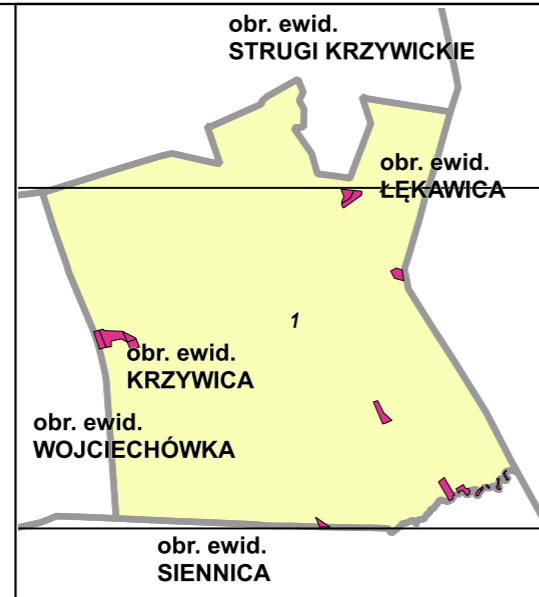 obr. ewid.
STRUGI KRZYWICKIE
obr. ewid.
ŁĘKAWICA
1
obr. ewid.
KRZYWICA
obr. ewid.
WOJCIECHÓWKA
obr. ewid.
SIENNICA